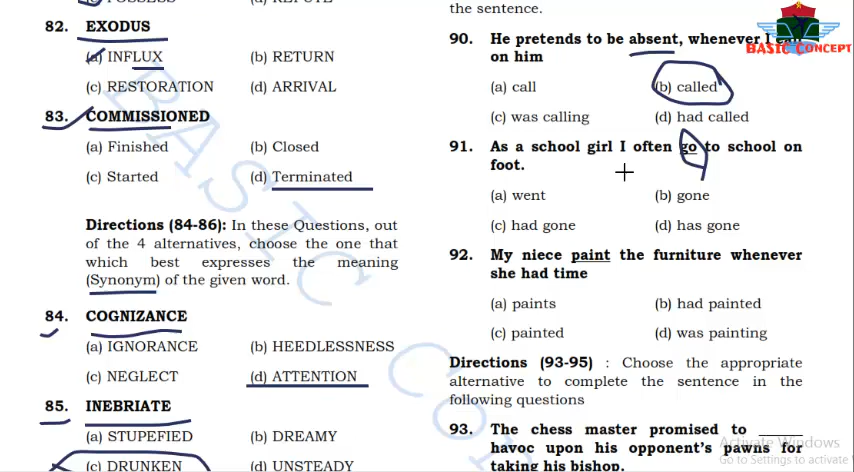 (c) POSSESS
(d) REPUTE
82. EXODUS
(a) INFLUX
(b) RETURN
(c) RESTORATION
(d) ARRIVAL
83. COMMISSIONED
(a) Finished
(b) Closed
(c) Started
(d) Terminated
Directions (84-86): In these Questions, out
of the 4 alternatives, choose the one that
which best expresses the meaning
(Synonym) of the given word.
84. COGNIZANCE
(a) IGNORANCE
(b) HEEDLESSNESS
(c) NEGLECT
(d) ATTENTION
85. INEBRIATE
(a) STUPEFIED
(b) DREAMY
(c) DRUNKEN
(d) UNSTEADY
the sentence.
90. He pretends to be absent, whenever I call
on him
(a) call
(b) called
(c) was calling
(d) had called
91. As a school girl I often go to school on
foot.
(a) went
(b) gone
(c) had gone
(d) has gone
92. My niece paint the furniture whenever
she had time
(a) paints
(b) had painted
(c) painted
(d) was painting
Directions (93-95) : Choose the appropriate
alternative to complete the sentence in the
following questions
93. The chess master promised to _____
havoc upon his opponent's pawns for
taking his bishop.
BASIC CONCEPT
BASIC Con
Activate Windows
Go to Settings to activate